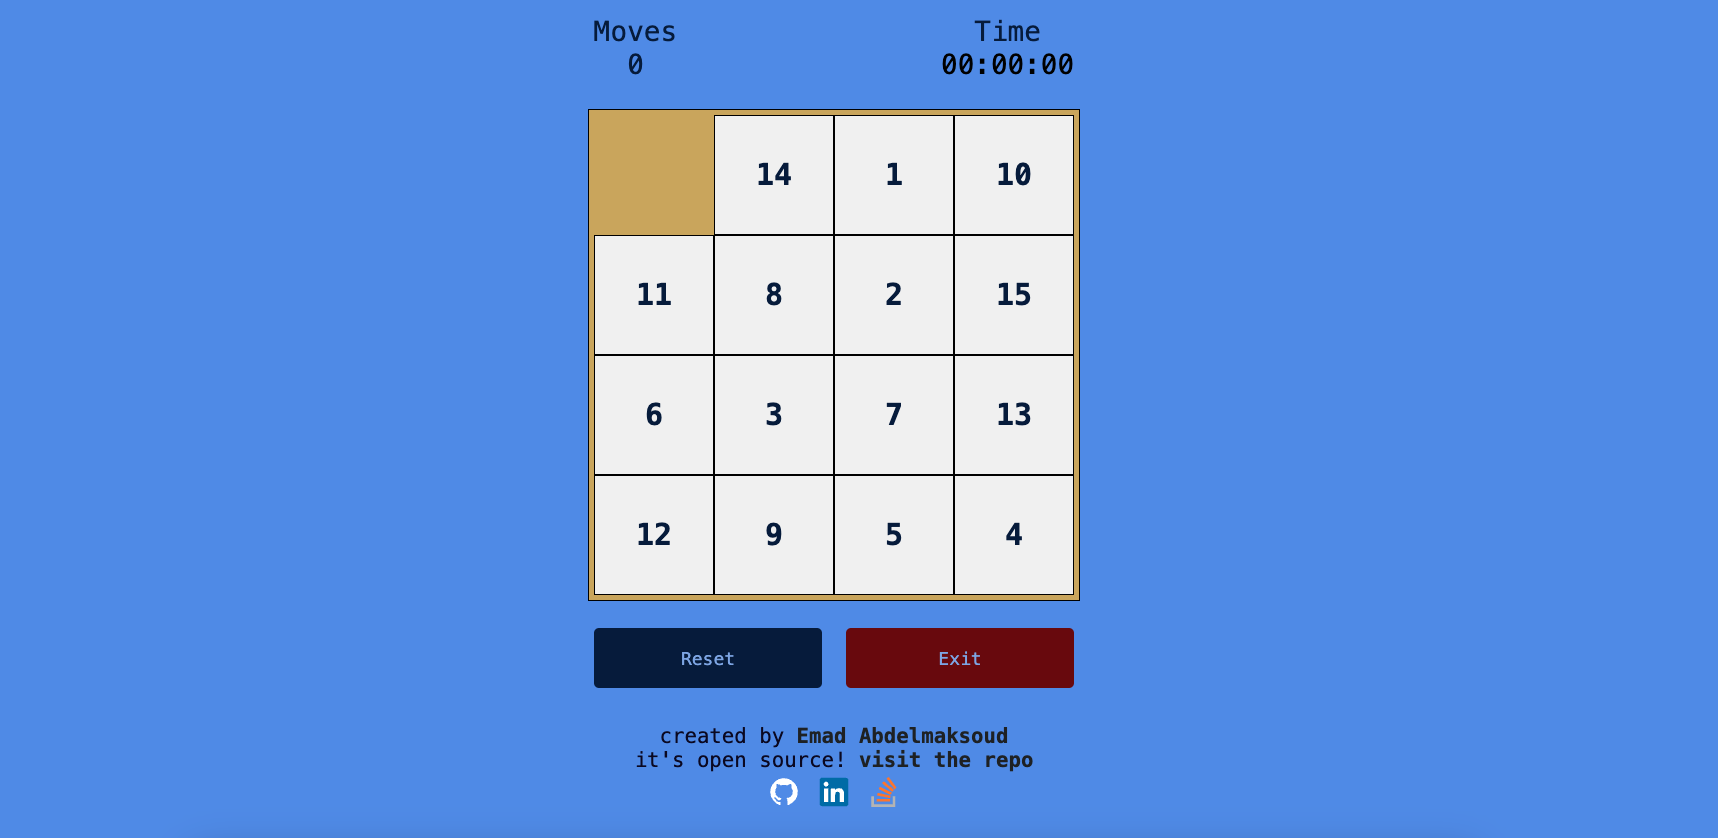 Moves Time
0 00:00:00
14 1 10
11 8 2 15
6 3 7 13
12 9 5 4
Reset Exit
created by Emad Abdelmaksoud
it's open source! visit the repo
in